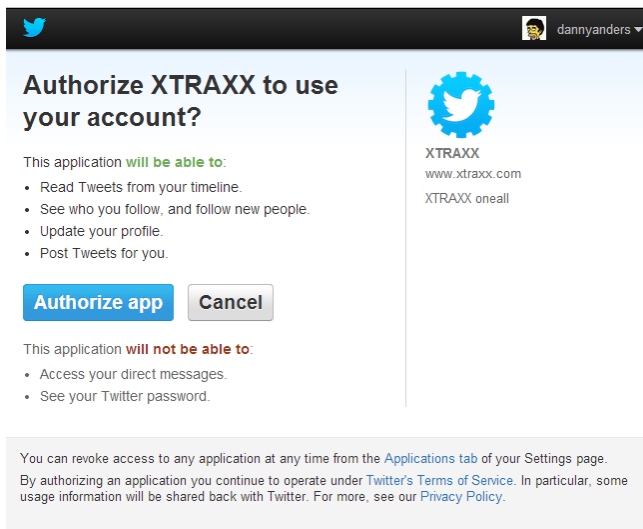 dannyanders
Authorize XTRAXX to use
your account?
This application will be able to:
• Read Tweets from your timeline.
• See who you follow, and follow new people.
• Update your profile.
• Post Tweets for you.
Authorize app
Cancel
This application will not be able to:
• Access your direct messages.
• See your Twitter password.
XTRAXX
www.xtraxx.com
XTRAXX oneall
You can revoke access to any application at any time from the Applications tab of your Settings page.
By authorizing an application you continue to operate under Twitter's Terms of Service. In particular, some
usage information will be shared back with Twitter. For more, see our Privacy Policy.